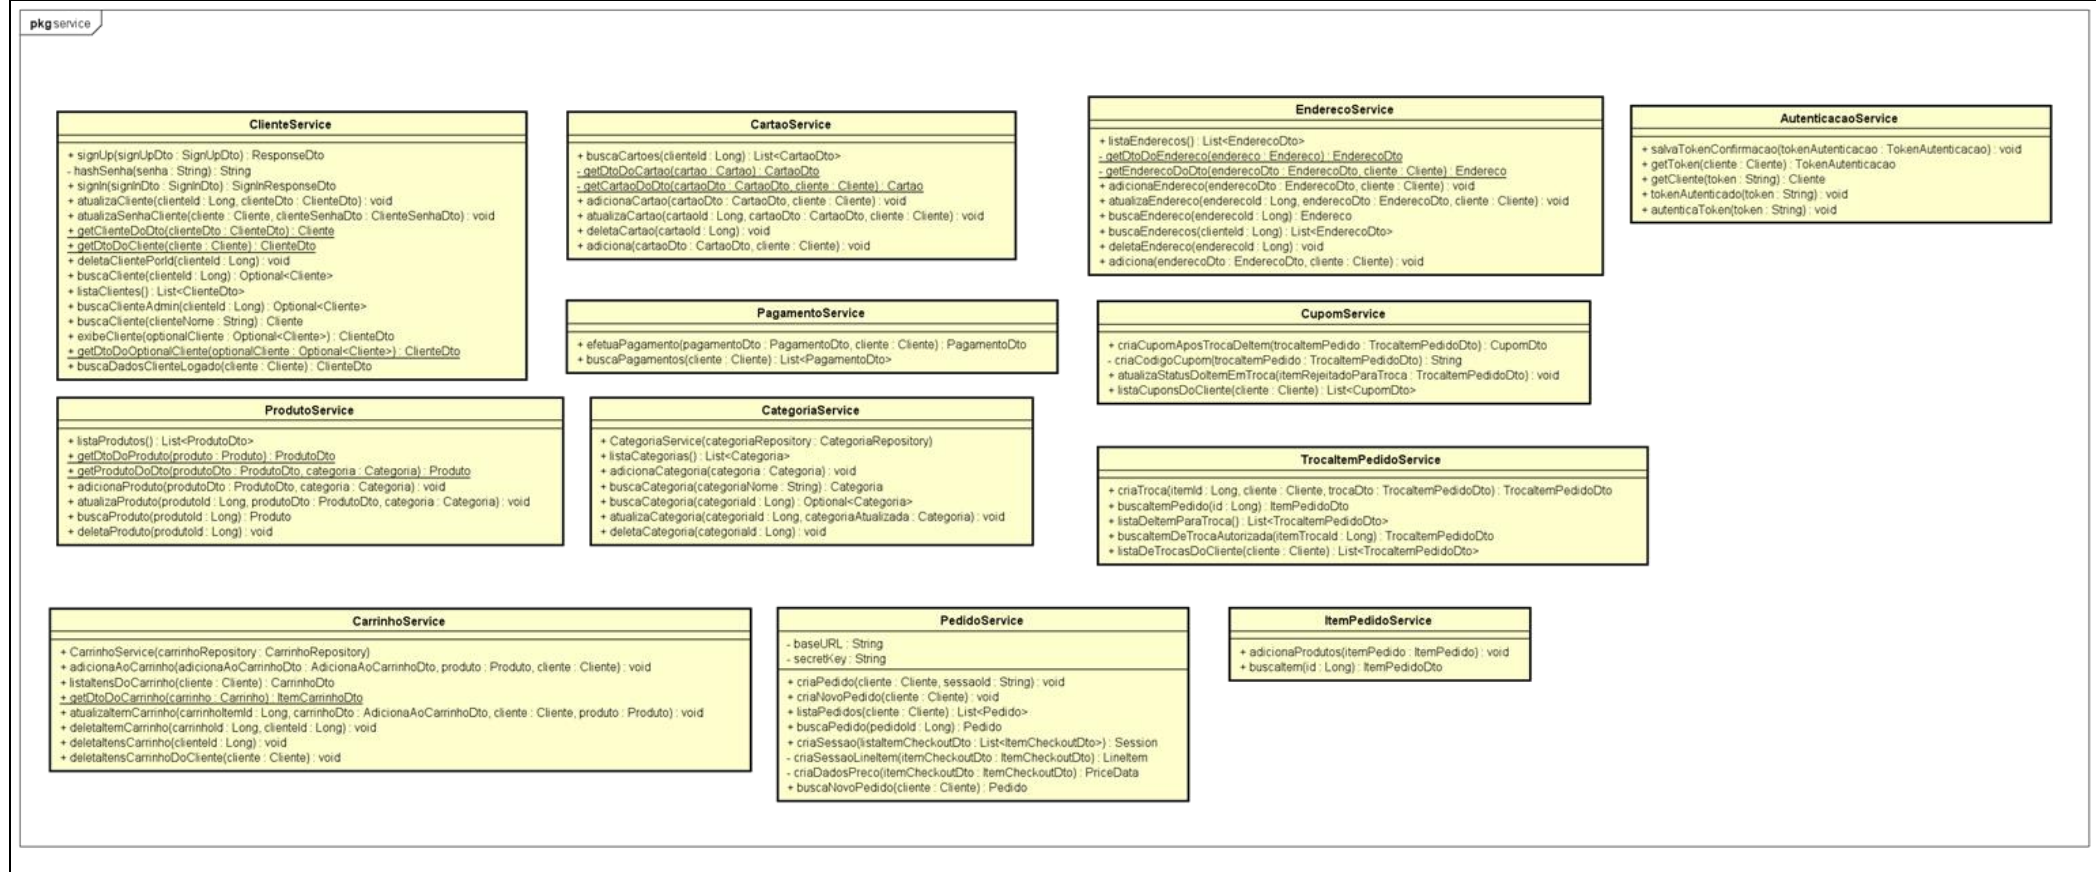 pkg service
ClienteService
+ signUp(signUpDto : SignUpDto) : ResponseDto
- hashSenha(senha : String) : String
+ signIn(signInDto : SignInDto) : SignInResponseDto
+ atualizaCliente(clienteId : Long, clienteDto : ClienteDto) : void
+ atualizaSenhaCliente(cliente : Cliente, clienteSenhaDto : ClienteSenhaDto) : void
+ getClienteDoDto(clienteDto : ClienteDto) : Cliente
+ getDtoDoCliente(cliente : Cliente) : ClienteDto
+ deletaClientePorId(clienteId : Long) : void
+ buscaCliente(clienteId : Long) : Optional<Cliente>
+ listaClientes() : List<ClienteDto>
+ buscaClienteAdmin(clienteId : Long) : Optional<Cliente>
+ buscaCliente(clienteNome : String) : Cliente
+ exibeCliente(optionalCliente : Optional<Cliente>) : ClienteDto
+ getDtoDoOptionalCliente(optionalCliente : Optional<Cliente>) : ClienteDto
+ buscaDadosClienteLogado(cliente : Cliente) : ClienteDto
CartaoService
+ buscaCartoes(clienteId : Long) : List<CartaoDto>
- getDtoDoCartao(cartao : Cartao) : CartaoDto
- getCartaoDoDto(cartaoDto : CartaoDto, cliente : Cliente) : Cartao
+ adicionaCartao(cartaoDto : CartaoDto, cliente : Cliente) : void
+ atualizaCartao(cartaoId : Long, cartaoDto : CartaoDto, cliente : Cliente) : void
+ deletaCartao(cartaoId : Long) : void
+ adiciona(cartaoDto : CartaoDto, cliente : Cliente) : void
EnderecoService
+ listaEnderecos() : List<EnderecoDto>
- getDtoDoEndereco(endereco : Endereco) : EnderecoDto
- getEnderecoDoDto(enderecoDto : EnderecoDto, cliente : Cliente) : Endereco
+ adicionaEndereco(enderecoDto : EnderecoDto, cliente : Cliente) : void
+ atualizaEndereco(enderecoId : Long, enderecoDto : EnderecoDto, cliente : Cliente) : void
+ buscaEndereco(enderecoId : Long) : Endereco
+ buscaEnderecos(clienteId : Long) : List<EnderecoDto>
+ deletaEndereco(enderecoId : Long) : void
+ adiciona(enderecoDto : EnderecoDto, cliente : Cliente) : void
AutenticacaoService
+ salvaTokenConfirmacao(tokenAutenticacao : TokenAutenticacao) : void
+ getToken(cliente : Cliente) : TokenAutenticacao
+ getCliente(token : String) : Cliente
+ tokenAutenticado(token : String) : void
+ autenticaToken(token : String) : void
PagamentoService
+ efetuaPagamento(pagamentoDto : PagamentoDto, cliente : Cliente) : PagamentoDto
+ buscaPagamentos(cliente : Cliente) : List<PagamentoDto>
CupomService
+ criaCupomAposTrocaDeItem(trocaItemPedido : TrocaItemPedidoDto) : CupomDto
- criaCodigoCupom(trocaItemPedido : TrocaItemPedidoDto) : String
+ atualizaStatusDoItemEmTroca(itemRejeitadoParaTroca : TrocaItemPedidoDto) : void
+ listaCuponsDoCliente(cliente : Cliente) : List<CupomDto>
ProdutoService
+ listaProdutos() : List<ProdutoDto>
+ getDtoDoProduto(produto : Produto) : ProdutoDto
+ getProdutoDoDto(produtoDto : ProdutoDto, categoria : Categoria) : Produto
+ adicionaProduto(produtoDto : ProdutoDto, categoria : Categoria) : void
+ atualizaProduto(produtoId : Long, produtoDto : ProdutoDto, categoria : Categoria) : void
+ buscaProduto(produtoId : Long) : Produto
+ deletaProduto(produtoId : Long) : void
CategoriaService
+ CategoriaService(categoriaRepository : CategoriaRepository)
+ listaCategorias() : List<Categoria>
+ adicionaCategoria(categoria : Categoria) : void
+ buscaCategoria(categoriaNome : String) : Categoria
+ buscaCategoria(categoriaId : Long) : Optional<Categoria>
+ atualizaCategoria(categoriaId : Long, categoriaAtualizada : Categoria) : void
+ deletaCategoria(categoriaId : Long) : void
TrocaItemPedidoService
+ criaTroca(itemId : Long, cliente : Cliente, trocaDto : TrocaItemPedidoDto) : TrocaItemPedidoDto
+ buscaItemPedido(id : Long) : ItemPedidoDto
+ listaDeItemParaTroca() : List<TrocaItemPedidoDto>
+ buscaItemDeTrocaAutorizada(itemTrocaId : Long) : TrocaItemPedidoDto
+ listaDeTrocasDoCliente(cliente : Cliente) : List<TrocaItemPedidoDto>
CarrinhoService
+ CarrinhoService(carrinhoRepository : CarrinhoRepository)
+ adicionaAoCarrinho(adicionaAoCarrinhoDto : AdicionaAoCarrinhoDto, produto : Produto, cliente : Cliente) : void
+ listaItensDoCarrinho(cliente : Cliente) : CarrinhoDto
+ getDtoDoCarrinho(carrinho : Carrinho) : ItemCarrinhoDto
+ atualizaItemCarrinho(carrinhoItemId : Long, carrinhoDto : AdicionaAoCarrinhoDto, cliente : Cliente, produto : Produto) : void
+ deletaItemCarrinho(carrinhoId : Long, clienteId : Long) : void
+ deletaItensCarrinho(clienteId : Long) : void
+ deletaItensCarrinhoDoCliente(cliente : Cliente) : void
PedidoService
- baseURL : String
- secretKey : String
+ criaPedido(cliente : Cliente, sessaoId : String) : void
+ criaNovoPedido(cliente : Cliente) : void
+ listaPedidos(cliente : Cliente) : List<Pedido>
+ buscaPedido(pedidoId : Long) : Pedido
+ criaSessao(listaItemCheckoutDto : List<ItemCheckoutDto>) : Session
- criaSessaoLineItem(itemCheckoutDto : ItemCheckoutDto) : LineItem
- criaDadosPreco(itemCheckoutDto : ItemCheckoutDto) : PriceData
+ buscaNovoPedido(cliente : Cliente) : Pedido
ItemPedidoService
+ adicionaProdutos(itemPedido : ItemPedido) : void
+ buscaItem(id : Long) : ItemPedidoDto